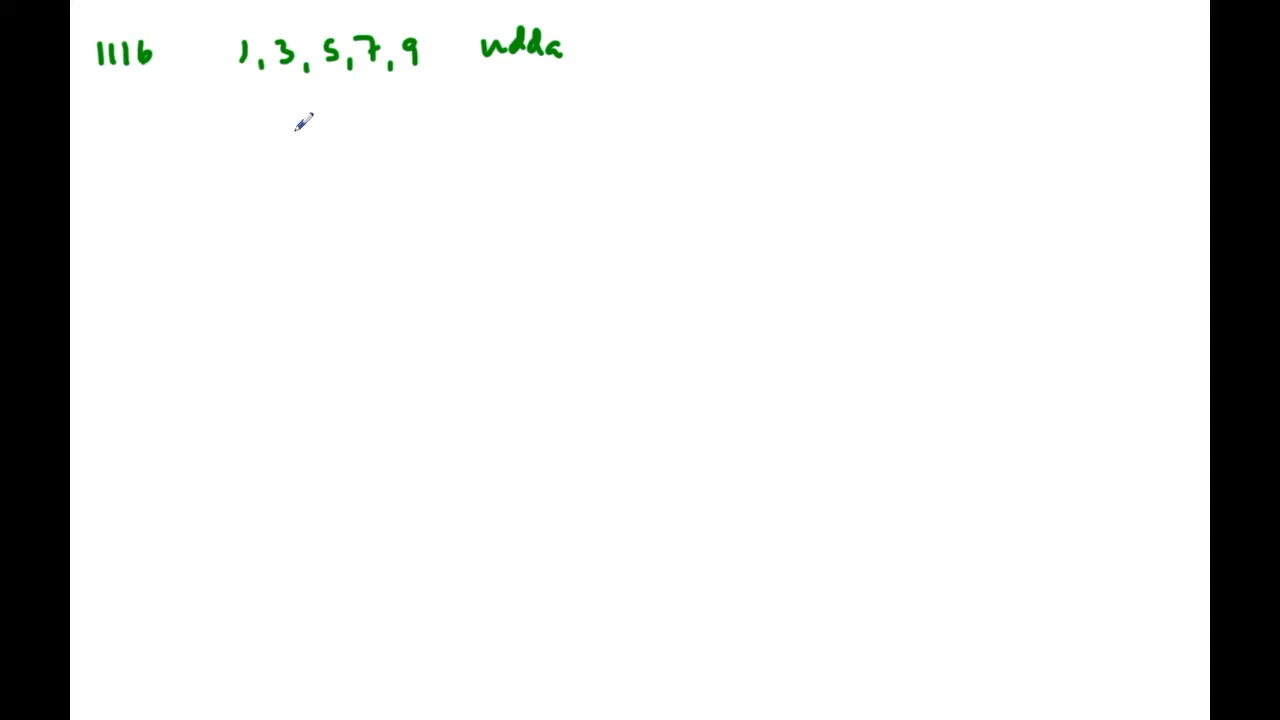 1116 1, 3, 5, 7, 9 udda